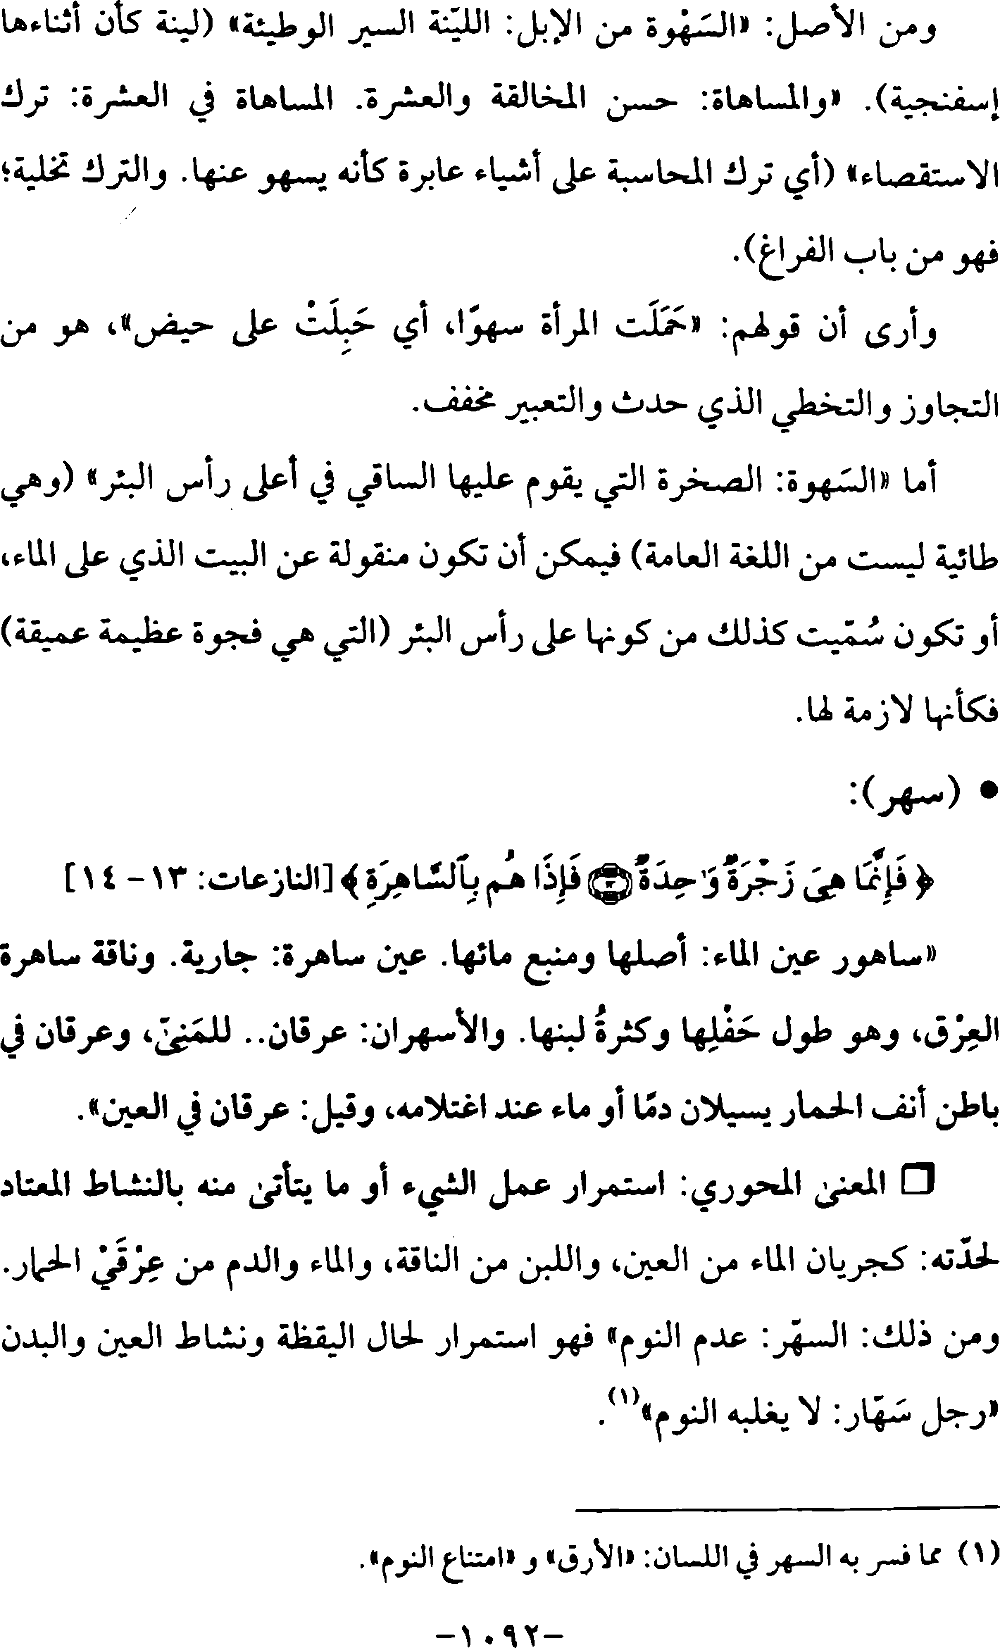 ومن الأصل: «السَهْوة من الإبل: الليّنة السير الوطيئة» (لينة كأن أثناءها
إسفنجية). «والمساهاة: حسن المخالقة والعشرة. المساهاة في العشرة: ترك
الاستقصاء» (أي ترك المحاسبة على أشياء عابرة كأنه يسهو عنها. والترك تخلية؛
فهو من باب الفراغ).
وأرى أن قولهم: «حَمَلَت المرأة سهوًا، أي حَبِلَتْ على حيض»، هو من
التجاوز والتخطي الذي حدث والتعبير مخفف.
أما «السَهوة: الصخرة التي يقوم عليها الساقي في أعلى رأس البئر» (وهي
طائية ليست من اللغة العامة) فيمكن أن تكون منقولة عن البيت الذي على الماء،
أو تكون سُمّيت كذلك من كونها على رأس البئر (التي هي فجوة عظيمة عميقة)
فكأنها لازمة لها.
• (سهر):
﴿ فَإِنَّمَا هِيَ زَجْرَةٌ وَٰحِدَةٌ ۝١٣ فَإِذَا هُم بِٱلسَّاهِرَةِ ﴾ [النازعات: ١٣- ١٤]
«ساهور عين الماء: أصلها ومنبع مائها. عين ساهرة: جارية. وناقة ساهرة
العِرْق، وهو طول حَفْلِها وكثرةُ لبنها. والأسهران: عرقان.. للمَنِيّ، وعرقان في
باطن أنف الحمار يسيلان دمًا أو ماء عند اغتلامه، وقيل: عرقان في العين».
❒ المعنى المحوري: استمرار عمل الشيء أو ما يتأتى منه بالنشاط المعتاد
لحدّته: كجريان الماء من العين، واللبن من الناقة، والماء والدم من عِرْقَيْ الحمار.
ومن ذلك: السهّر: عدم النوم» فهو استمرار لحال اليقظة ونشاط العين والبدن
«رجل سَهّار: لا يغلبه النوم»(١).
(١) مما فسر به السهر في اللسان: «الأرق» و «امتناع النوم».
-١٠٩٢-